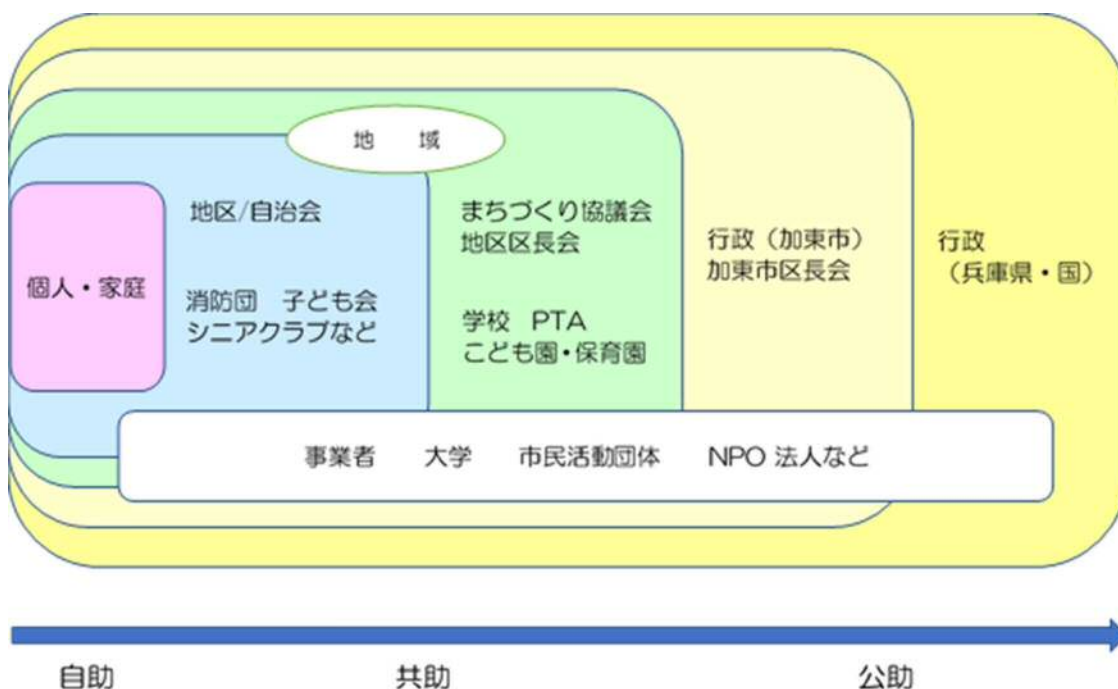 地 域
個人・家庭
地区/自治会
消防団 子ども会
シニアクラブなど
まちづくり協議会
地区区長会
学校 PTA
こども園・保育園
行政（加東市）
加東市区長会
行政
（兵庫県・国）
事業者 大学 市民活動団体 NPO 法人など
自助 共助 公助